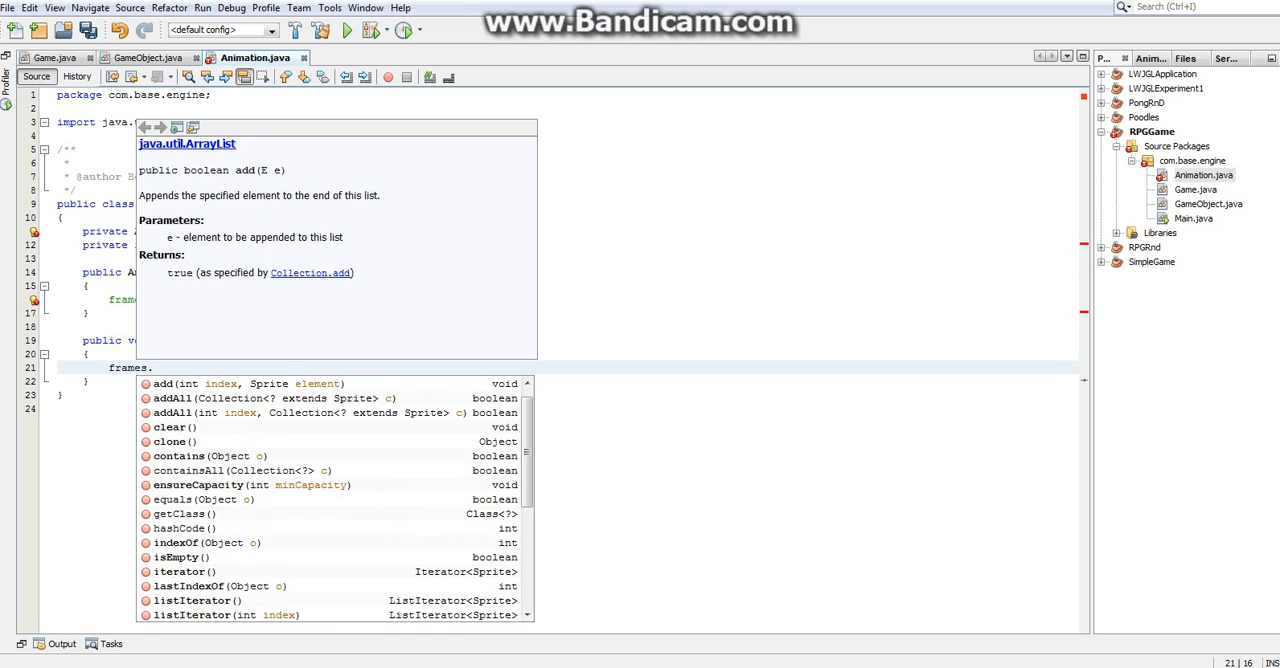 File Edit View Navigate Source Refactor Run Debug Profile Team Tools Window Help
www.Bandicam.com
Search (Ctrl+I)
<default config>
Game.java
GameObject.java
Animation.java
P...
Anim...
Files
Ser...
Profiler
Source History
1 package com.base.engine;
2
3 import java.
4
5 /**
6 *
7 * @author B
8 */
9 public class
10 {
private
12 private
13
14 public An
15 {
frame
17 }
18
19 public v
20 {
21 frames.
22 }
23 }
24
java.util.ArrayList
public boolean add(E e)
Appends the specified element to the end of this list.
Parameters:
e - element to be appended to this list
Returns:
true (as specified by Collection.add)
add(int index, Sprite element) void
addAll(Collection<? extends Sprite> c) boolean
addAll(int index, Collection<? extends Sprite> c) boolean
clear() void
clone() Object
contains(Object o) boolean
containsAll(Collection<?> c) boolean
ensureCapacity(int minCapacity) void
equals(Object o) boolean
getClass() Class<?>
hashCode() int
indexOf(Object o) int
isEmpty() boolean
iterator() Iterator<Sprite>
lastIndexOf(Object o) int
listIterator() ListIterator<Sprite>
listIterator(int index) ListIterator<Sprite>
LWJGLApplication
LWJGLExperiment1
PongRnD
Poodles
RPGGame
Source Packages
com.base.engine
Animation.java
Game.java
GameObject.java
Main.java
Libraries
RPGRnd
SimpleGame
Output Tasks
21 | 16 INS